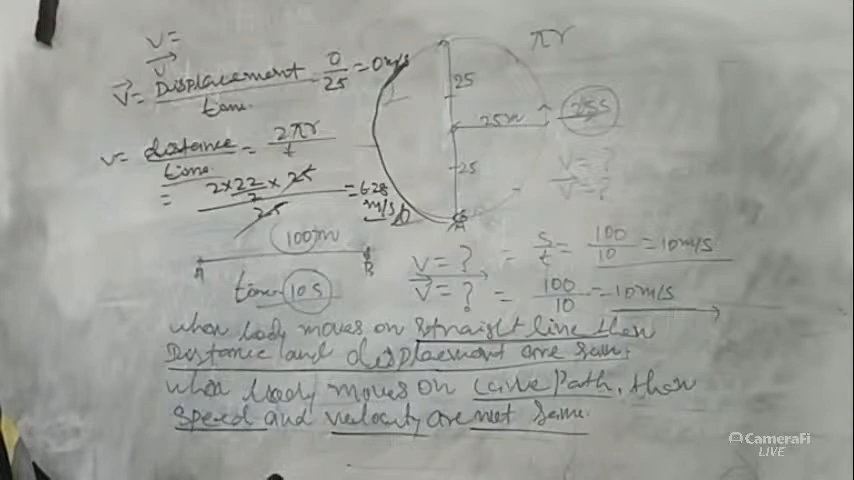 V =
V
πr
V = Displacement / time = 0/25 = 0 m/s
25
25m
25S
V = distance / time = 2πr / t
25
V = ?
V = ?
= 2 × 22/7 × 25 / 25 = 6.28 m/s
A
100m
A B
V = ? = S/t = 100/10 = 10m/s
time 10S
V = ? = 100/10 = 10m/s
when body moves on straight line then
Distance and displacement are same.
when body moves on curve Path, then
speed and velocity are not same.
CameraFi
LIVE